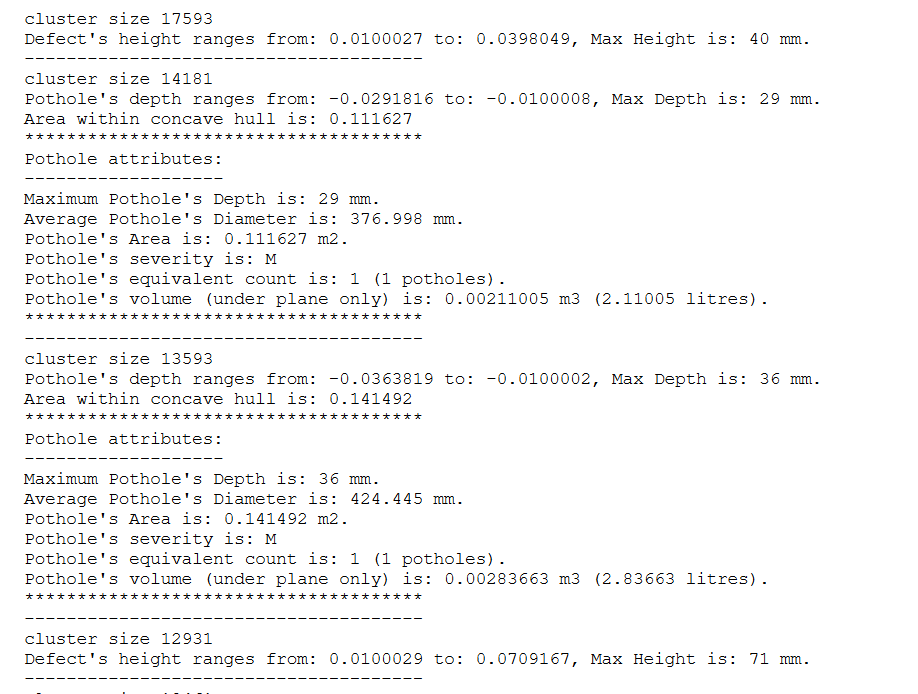 cluster size 17593
Defect's height ranges from: 0.0100027 to: 0.0398049, Max Height is: 40 mm.
--------------------------------------
cluster size 14181
Pothole's depth ranges from: -0.0291816 to: -0.0100008, Max Depth is: 29 mm.
Area within concave hull is: 0.111627
**************************************
Pothole attributes:
-------------------
Maximum Pothole's Depth is: 29 mm.
Average Pothole's Diameter is: 376.998 mm.
Pothole's Area is: 0.111627 m2.
Pothole's severity is: M
Pothole's equivalent count is: 1 (1 potholes).
Pothole's volume (under plane only) is: 0.00211005 m3 (2.11005 litres).
**************************************
--------------------------------------
cluster size 13593
Pothole's depth ranges from: -0.0363819 to: -0.0100002, Max Depth is: 36 mm.
Area within concave hull is: 0.141492
**************************************
Pothole attributes:
-------------------
Maximum Pothole's Depth is: 36 mm.
Average Pothole's Diameter is: 424.445 mm.
Pothole's Area is: 0.141492 m2.
Pothole's severity is: M
Pothole's equivalent count is: 1 (1 potholes).
Pothole's volume (under plane only) is: 0.00283663 m3 (2.83663 litres).
**************************************
--------------------------------------
cluster size 12931
Defect's height ranges from: 0.0100029 to: 0.0709167, Max Height is: 71 mm.
--------------------------------------